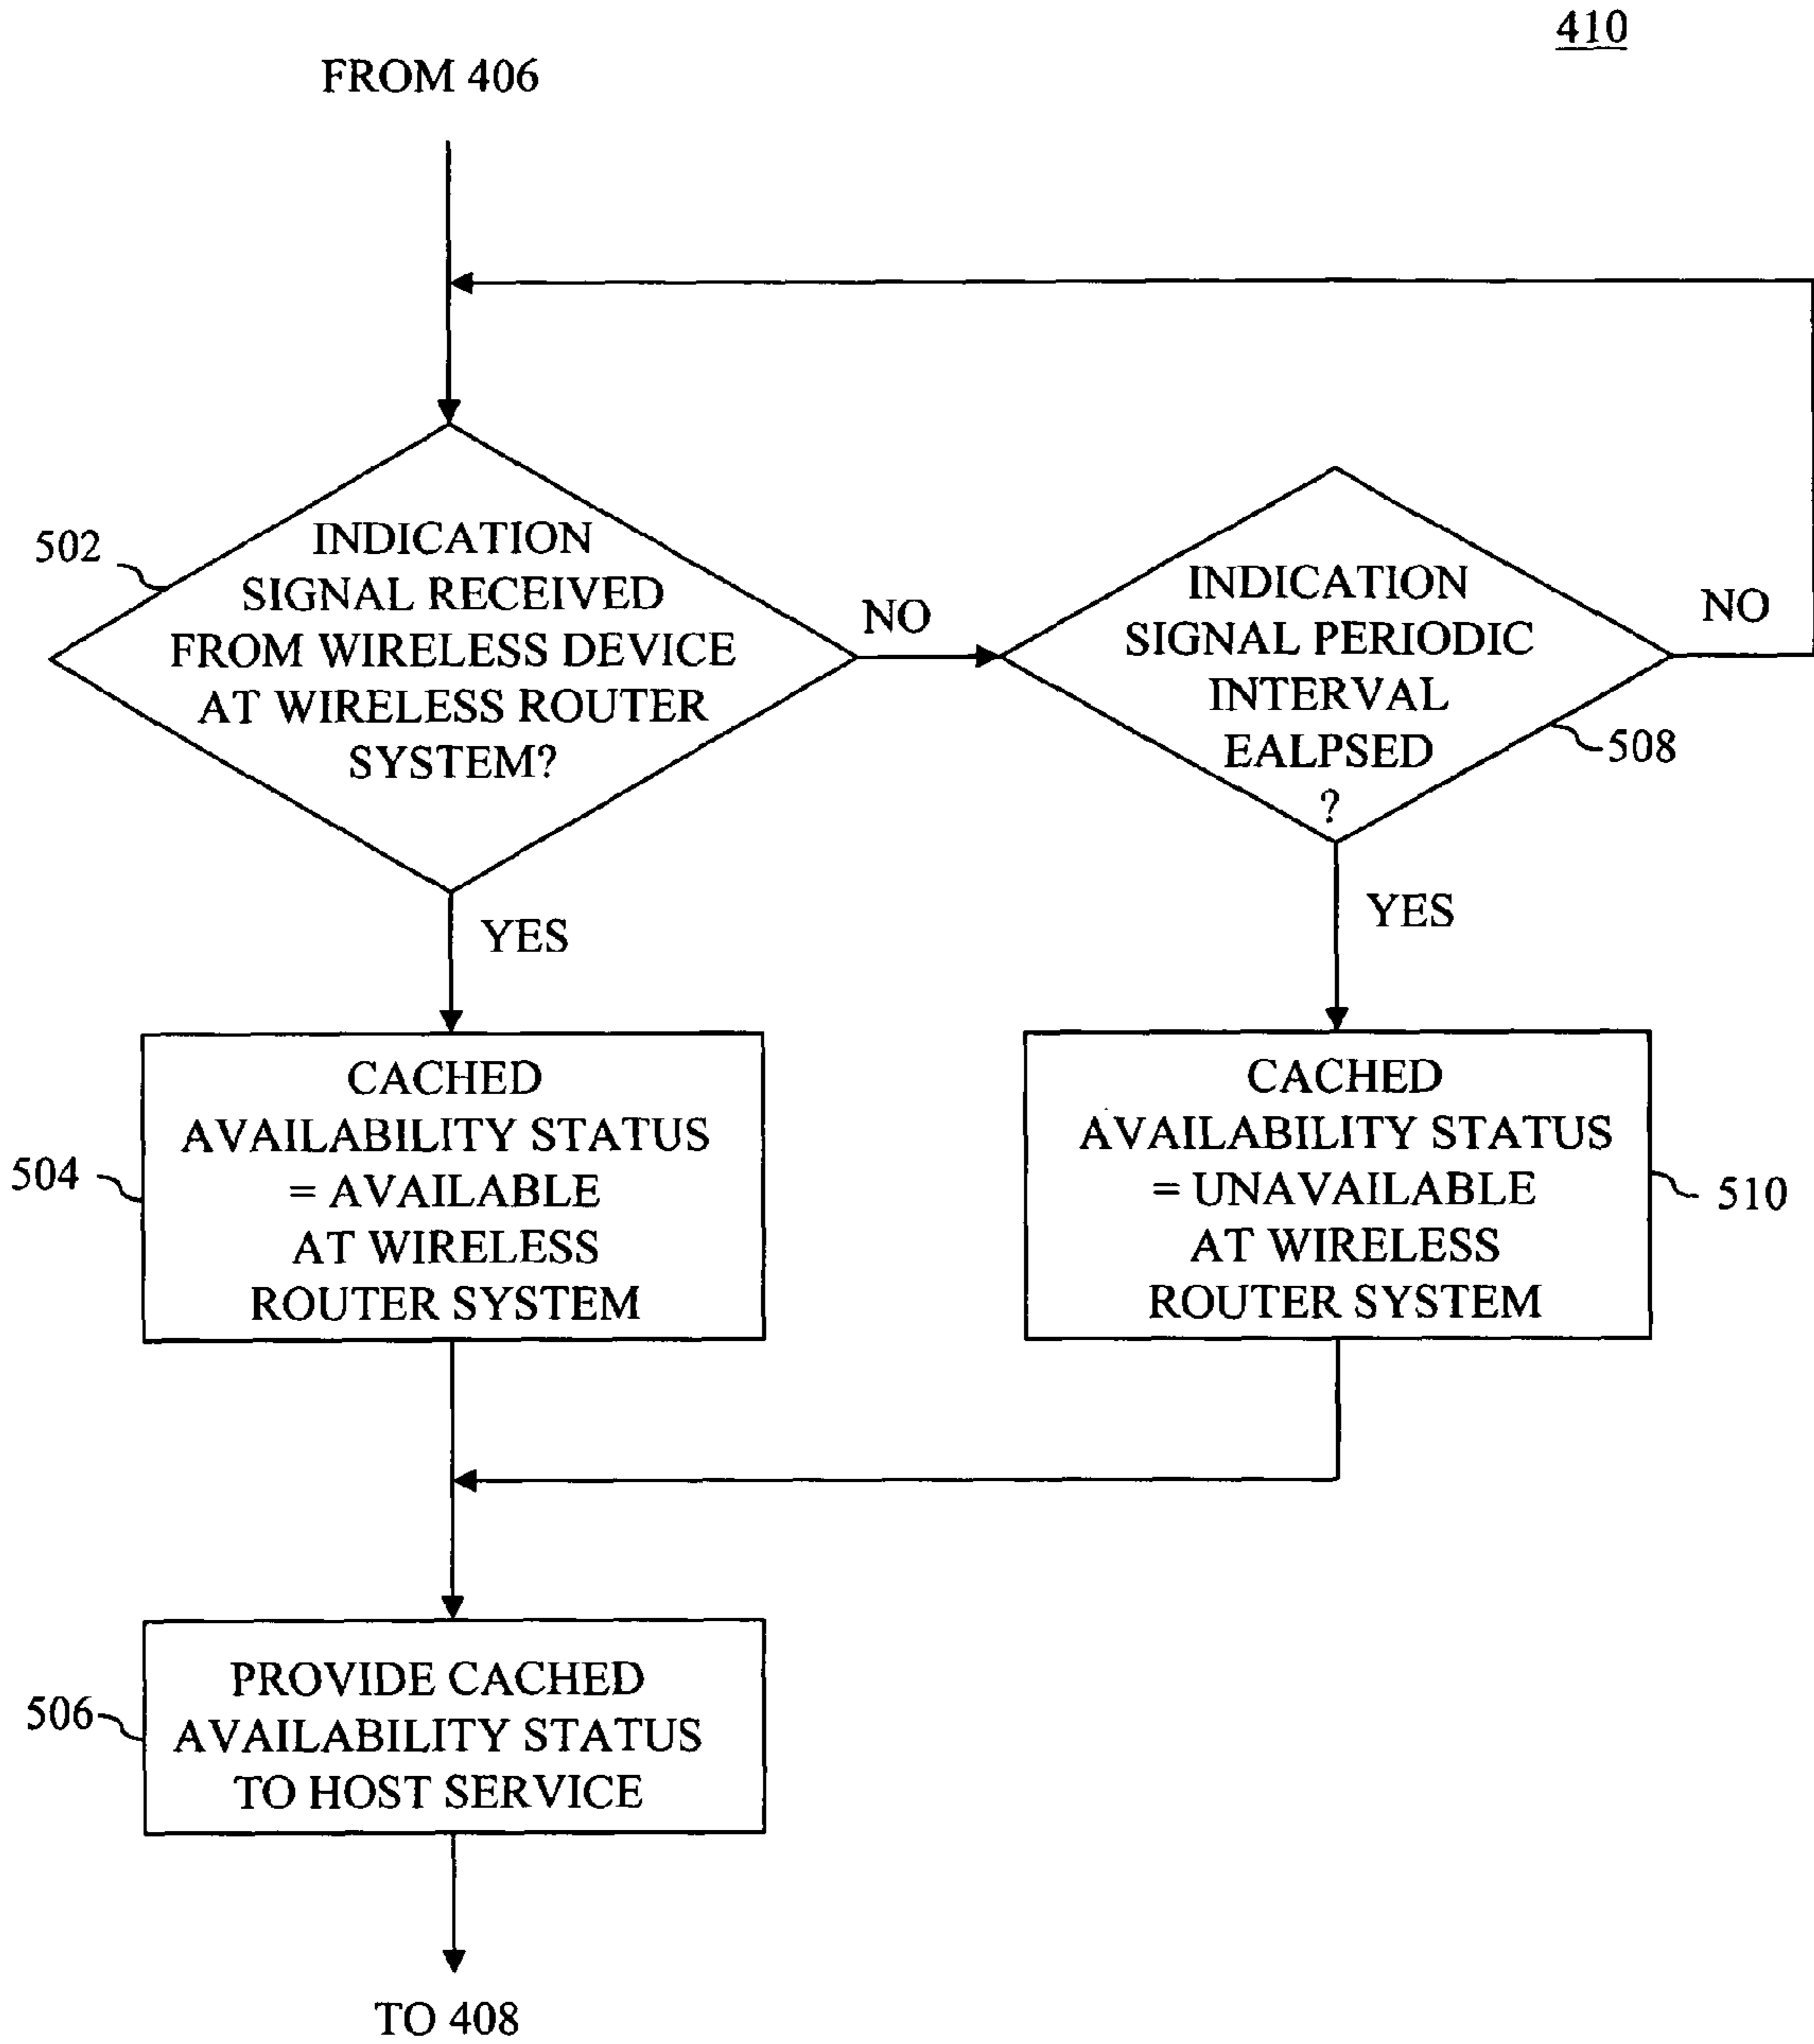 410
FROM 406
502
INDICATION
SIGNAL RECEIVED
FROM WIRELESS DEVICE
AT WIRELESS ROUTER
SYSTEM?
NO
INDICATION
SIGNAL PERIODIC
INTERVAL
EALPSED
?
NO
508
YES
YES
504
CACHED
AVAILABILITY STATUS
= AVAILABLE
AT WIRELESS
ROUTER SYSTEM
CACHED
AVAILABILITY STATUS
= UNAVAILABLE
AT WIRELESS
ROUTER SYSTEM
510
506
PROVIDE CACHED
AVAILABILITY STATUS
TO HOST SERVICE
TO 408